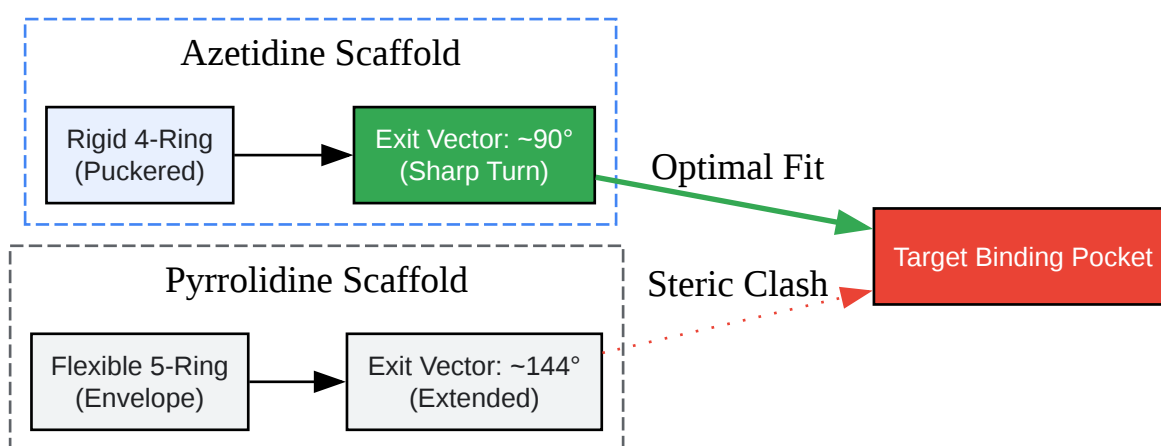 Azetidine Scaffold
Rigid 4-Ring
(Puckered)
Exit Vector: ~90°
(Sharp Turn)
Optimal Fit
Target Binding Pocket
Steric Clash
Pyrrolidine Scaffold
Flexible 5-Ring
(Envelope)
Exit Vector: ~144°
(Extended)